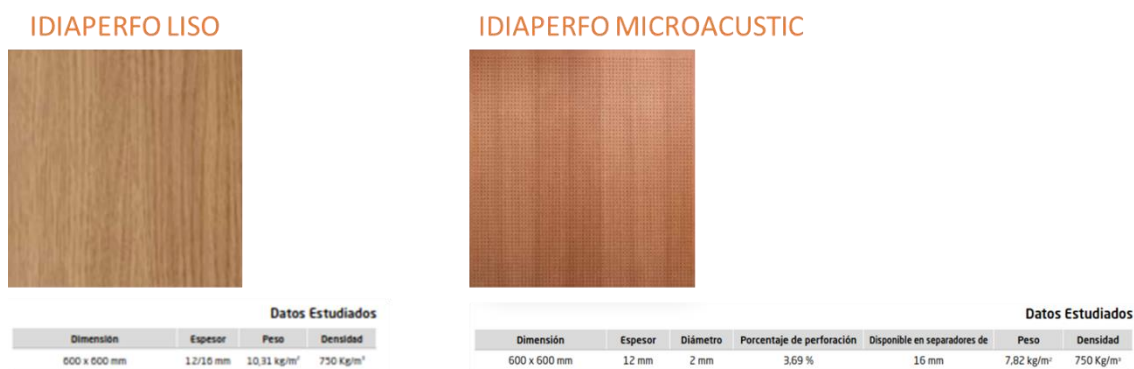 IDIAPERFO LISO
IDIAPERFO MICROACUSTIC
Datos Estudiados
Dimensión Espesor Peso Densidad
600 x 600 mm 12/16 mm 10,31 kg/m² 750 Kg/m³
Datos Estudiados
Dimensión Espesor Diámetro Porcentaje de perforación Disponible en separadores de Peso Densidad
600 x 600 mm 12 mm 2 mm 3,69 % 16 mm 7,82 kg/m² 750 Kg/m³